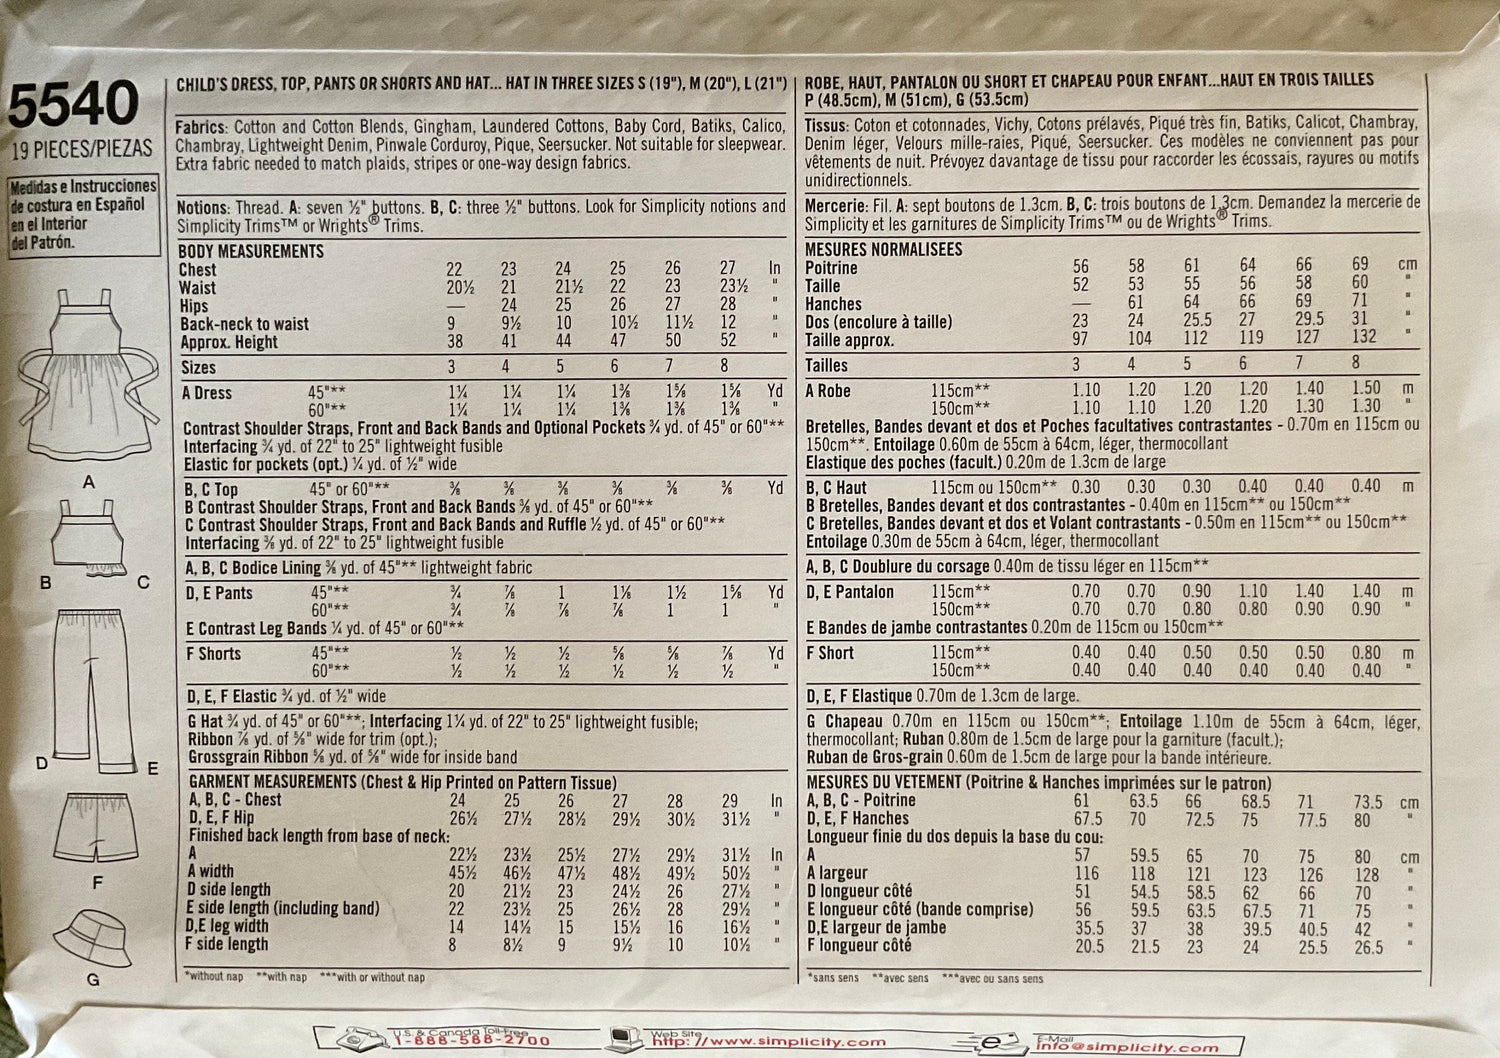 5540
19 PIECES/PIEZAS
Medidas e Instrucciones
de costura en Español
en el Interior
del Patrón.
A
B
C
D
E
F
G
CHILD'S DRESS, TOP, PANTS OR SHORTS AND HAT... HAT IN THREE SIZES S (19"), M (20"), L (21")
Fabrics: Cotton and Cotton Blends, Gingham, Laundered Cottons, Baby Cord, Batiks, Calico,
Chambray, Lightweight Denim, Pinwale Corduroy, Pique, Seersucker. Not suitable for sleepwear.
Extra fabric needed to match plaids, stripes or one-way design fabrics.
Notions: Thread. A: seven ½" buttons. B, C: three ½" buttons. Look for Simplicity notions and
Simplicity Trims™ or Wrights® Trims.
BODY MEASUREMENTS
Chest 22 23 24 25 26 27 In
Waist 20½ 21 21½ 22 23 23½ "
Hips — 24 25 26 27 28 "
Back-neck to waist 9 9½ 10 10½ 11½ 12 "
Approx. Height 38 41 44 47 50 52 "
Sizes 3 4 5 6 7 8
A Dress 45"** 1¼ 1¼ 1¼ 1⅜ 1⅝ 1⅝ Yd
60"** 1¼ 1¼ 1¼ 1⅜ 1⅜ 1⅜ "
Contrast Shoulder Straps, Front and Back Bands and Optional Pockets ¾ yd. of 45" or 60"**
Interfacing ¾ yd. of 22" to 25" lightweight fusible
Elastic for pockets (opt.) ¼ yd. of ½" wide
B, C Top 45" or 60"** ⅜ ⅜ ⅜ ⅜ ⅜ ⅜ Yd
B Contrast Shoulder Straps, Front and Back Bands ⅜ yd. of 45" or 60"**
C Contrast Shoulder Straps, Front and Back Bands and Ruffle ½ yd. of 45" or 60"**
Interfacing ⅜ yd. of 22" to 25" lightweight fusible
A, B, C Bodice Lining ⅜ yd. of 45"** lightweight fabric
D, E Pants 45"** ¾ ⅞ 1 1⅛ 1½ 1⅝ Yd
60"** ¾ ⅞ ⅞ ⅞ 1 1 "
E Contrast Leg Bands ¼ yd. of 45" or 60"**
F Shorts 45"** ½ ½ ½ ⅝ ⅝ ⅞ Yd
60"** ½ ½ ½ ½ ½ ½ "
D, E, F Elastic ¾ yd. of ½" wide
G Hat ¾ yd. of 45" or 60"**; Interfacing 1¼ yd. of 22" to 25" lightweight fusible;
Ribbon ⅞ yd. of ⅝" wide for trim (opt.);
Grossgrain Ribbon ⅝ yd. of ⅝" wide for inside band
GARMENT MEASUREMENTS (Chest & Hip Printed on Pattern Tissue)
A, B, C - Chest 24 25 26 27 28 29 In
D, E, F Hip 26½ 27½ 28½ 29½ 30½ 31½ "
Finished back length from base of neck:
A 22½ 23½ 25½ 27½ 29½ 31½ In
A width 45½ 46½ 47½ 48½ 49½ 50½ "
D side length 20 21½ 23 24½ 26 27½ "
E side length (including band) 22 23½ 25 26½ 28 29½ "
D,E leg width 14 14½ 15 15½ 16 16½ "
F side length 8 8½ 9 9½ 10 10½ "
*without nap **with nap ***with or without nap
ROBE, HAUT, PANTALON OU SHORT ET CHAPEAU POUR ENFANT...HAUT EN TROIS TAILLES
P (48.5cm), M (51cm), G (53.5cm)
Tissus: Coton et cotonnades, Vichy, Cotons prélavés, Piqué très fin, Batiks, Calicot, Chambray,
Denim léger, Velours mille-raies, Piqué, Seersucker. Ces modèles ne conviennent pas pour
vêtements de nuit. Prévoyez davantage de tissu pour raccorder les écossais, rayures ou motifs
unidirectionnels.
Mercerie: Fil. A: sept boutons de 1.3cm. B, C: trois boutons de 1.3cm. Demandez la mercerie de
Simplicity et les garnitures de Simplicity Trims™ ou de Wrights® Trims.
MESURES NORMALISEES
Poitrine 56 58 61 64 66 69 cm
Taille 52 53 55 56 58 60 "
Hanches — 61 64 66 69 71 "
Dos (encolure à taille) 23 24 25.5 27 29.5 31 "
Taille approx. 97 104 112 119 127 132 "
Tailles 3 4 5 6 7 8
A Robe 115cm** 1.10 1.20 1.20 1.20 1.40 1.50 m
150cm** 1.10 1.10 1.20 1.20 1.30 1.30 "
Bretelles, Bandes devant et dos et Poches facultatives contrastantes - 0.70m en 115cm ou
150cm**. Entoilage 0.60m de 55cm à 64cm, léger, thermocollant
Elastique des poches (facult.) 0.20m de 1.3cm de large
B, C Haut 115cm ou 150cm** 0.30 0.30 0.30 0.40 0.40 0.40 m
B Bretelles, Bandes devant et dos contrastantes - 0.40m en 115cm** ou 150cm**
C Bretelles, Bandes devant et dos et Volant contrastants - 0.50m en 115cm** ou 150cm**
Entoilage 0.30m de 55cm à 64cm, léger, thermocollant
A, B, C Doublure du corsage 0.40m de tissu léger en 115cm**
D, E Pantalon 115cm** 0.70 0.70 0.90 1.10 1.40 1.40 m
150cm** 0.70 0.70 0.80 0.80 0.90 0.90 "
E Bandes de jambe contrastantes 0.20m de 115cm ou 150cm**
F Short 115cm** 0.40 0.40 0.50 0.50 0.50 0.80 m
150cm** 0.40 0.40 0.40 0.40 0.40 0.40 "
D, E, F Elastique 0.70m de 1.3cm de large.
G Chapeau 0.70m en 115cm ou 150cm**; Entoilage 1.10m de 55cm à 64cm, léger,
thermocollant; Ruban 0.80m de 1.5cm de large pour la garniture (facult.);
Ruban de Gros-grain 0.60m de 1.5cm de large pour la bande intérieure.
MESURES DU VETEMENT (Poitrine & Hanches imprimées sur le patron)
A, B, C - Poitrine 61 63.5 66 68.5 71 73.5 cm
D, E, F Hanches 67.5 70 72.5 75 77.5 80 "
Longueur finie du dos depuis la base du cou:
A 57 59.5 65 70 75 80 cm
A largeur 116 118 121 123 126 128 "
D longueur côté 51 54.5 58.5 62 66 70 "
E longueur côté (bande comprise) 56 59.5 63.5 67.5 71 75 "
D,E largeur de jambe 35.5 37 38 39.5 40.5 42 "
F longueur côté 20.5 21.5 23 24 25.5 26.5 "
*sans sens **avec sens ***avec ou sans sens
U.S. & Canada Toll-Free
1-888-588-2700
Web Site
http://www.simplicity.com
E-Mail
info@simplicity.com